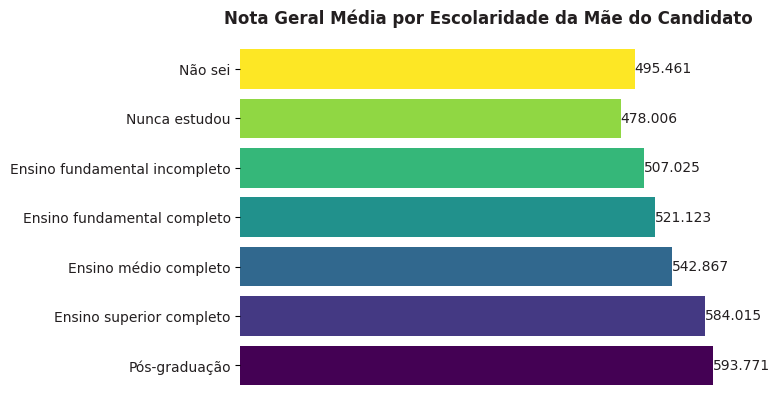 Nota Geral Média por Escolaridade da Mãe do Candidato
Não sei 495.461
Nunca estudou 478.006
Ensino fundamental incompleto 507.025
Ensino fundamental completo 521.123
Ensino médio completo 542.867
Ensino superior completo 584.015
Pós-graduação 593.771